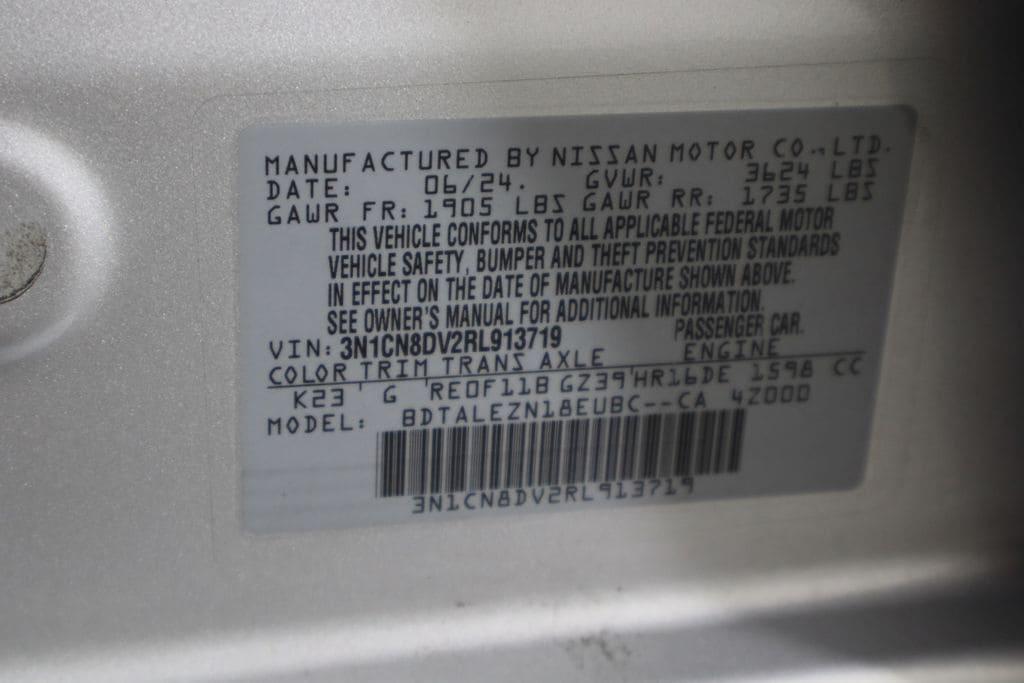 MANUFACTURED BY NISSAN MOTOR CO., LTD.
DATE: 06/24. GVWR: 3624 LBS
GAWR FR: 1905 LBS GAWR RR: 1735 LBS
THIS VEHICLE CONFORMS TO ALL APPLICABLE FEDERAL MOTOR
VEHICLE SAFETY, BUMPER AND THEFT PREVENTION STANDARDS
IN EFFECT ON THE DATE OF MANUFACTURE SHOWN ABOVE.
SEE OWNER'S MANUAL FOR ADDITIONAL INFORMATION.
VIN: 3N1CN8DV2RL913719 PASSENGER CAR.
COLOR TRIM TRANS AXLE ENGINE
K23 G RE0F11B GZ39 HR16DE 1598 CC
MODEL: BDTALEZN18EUBC--CA 4Z000
3N1CN8DV2RL913719